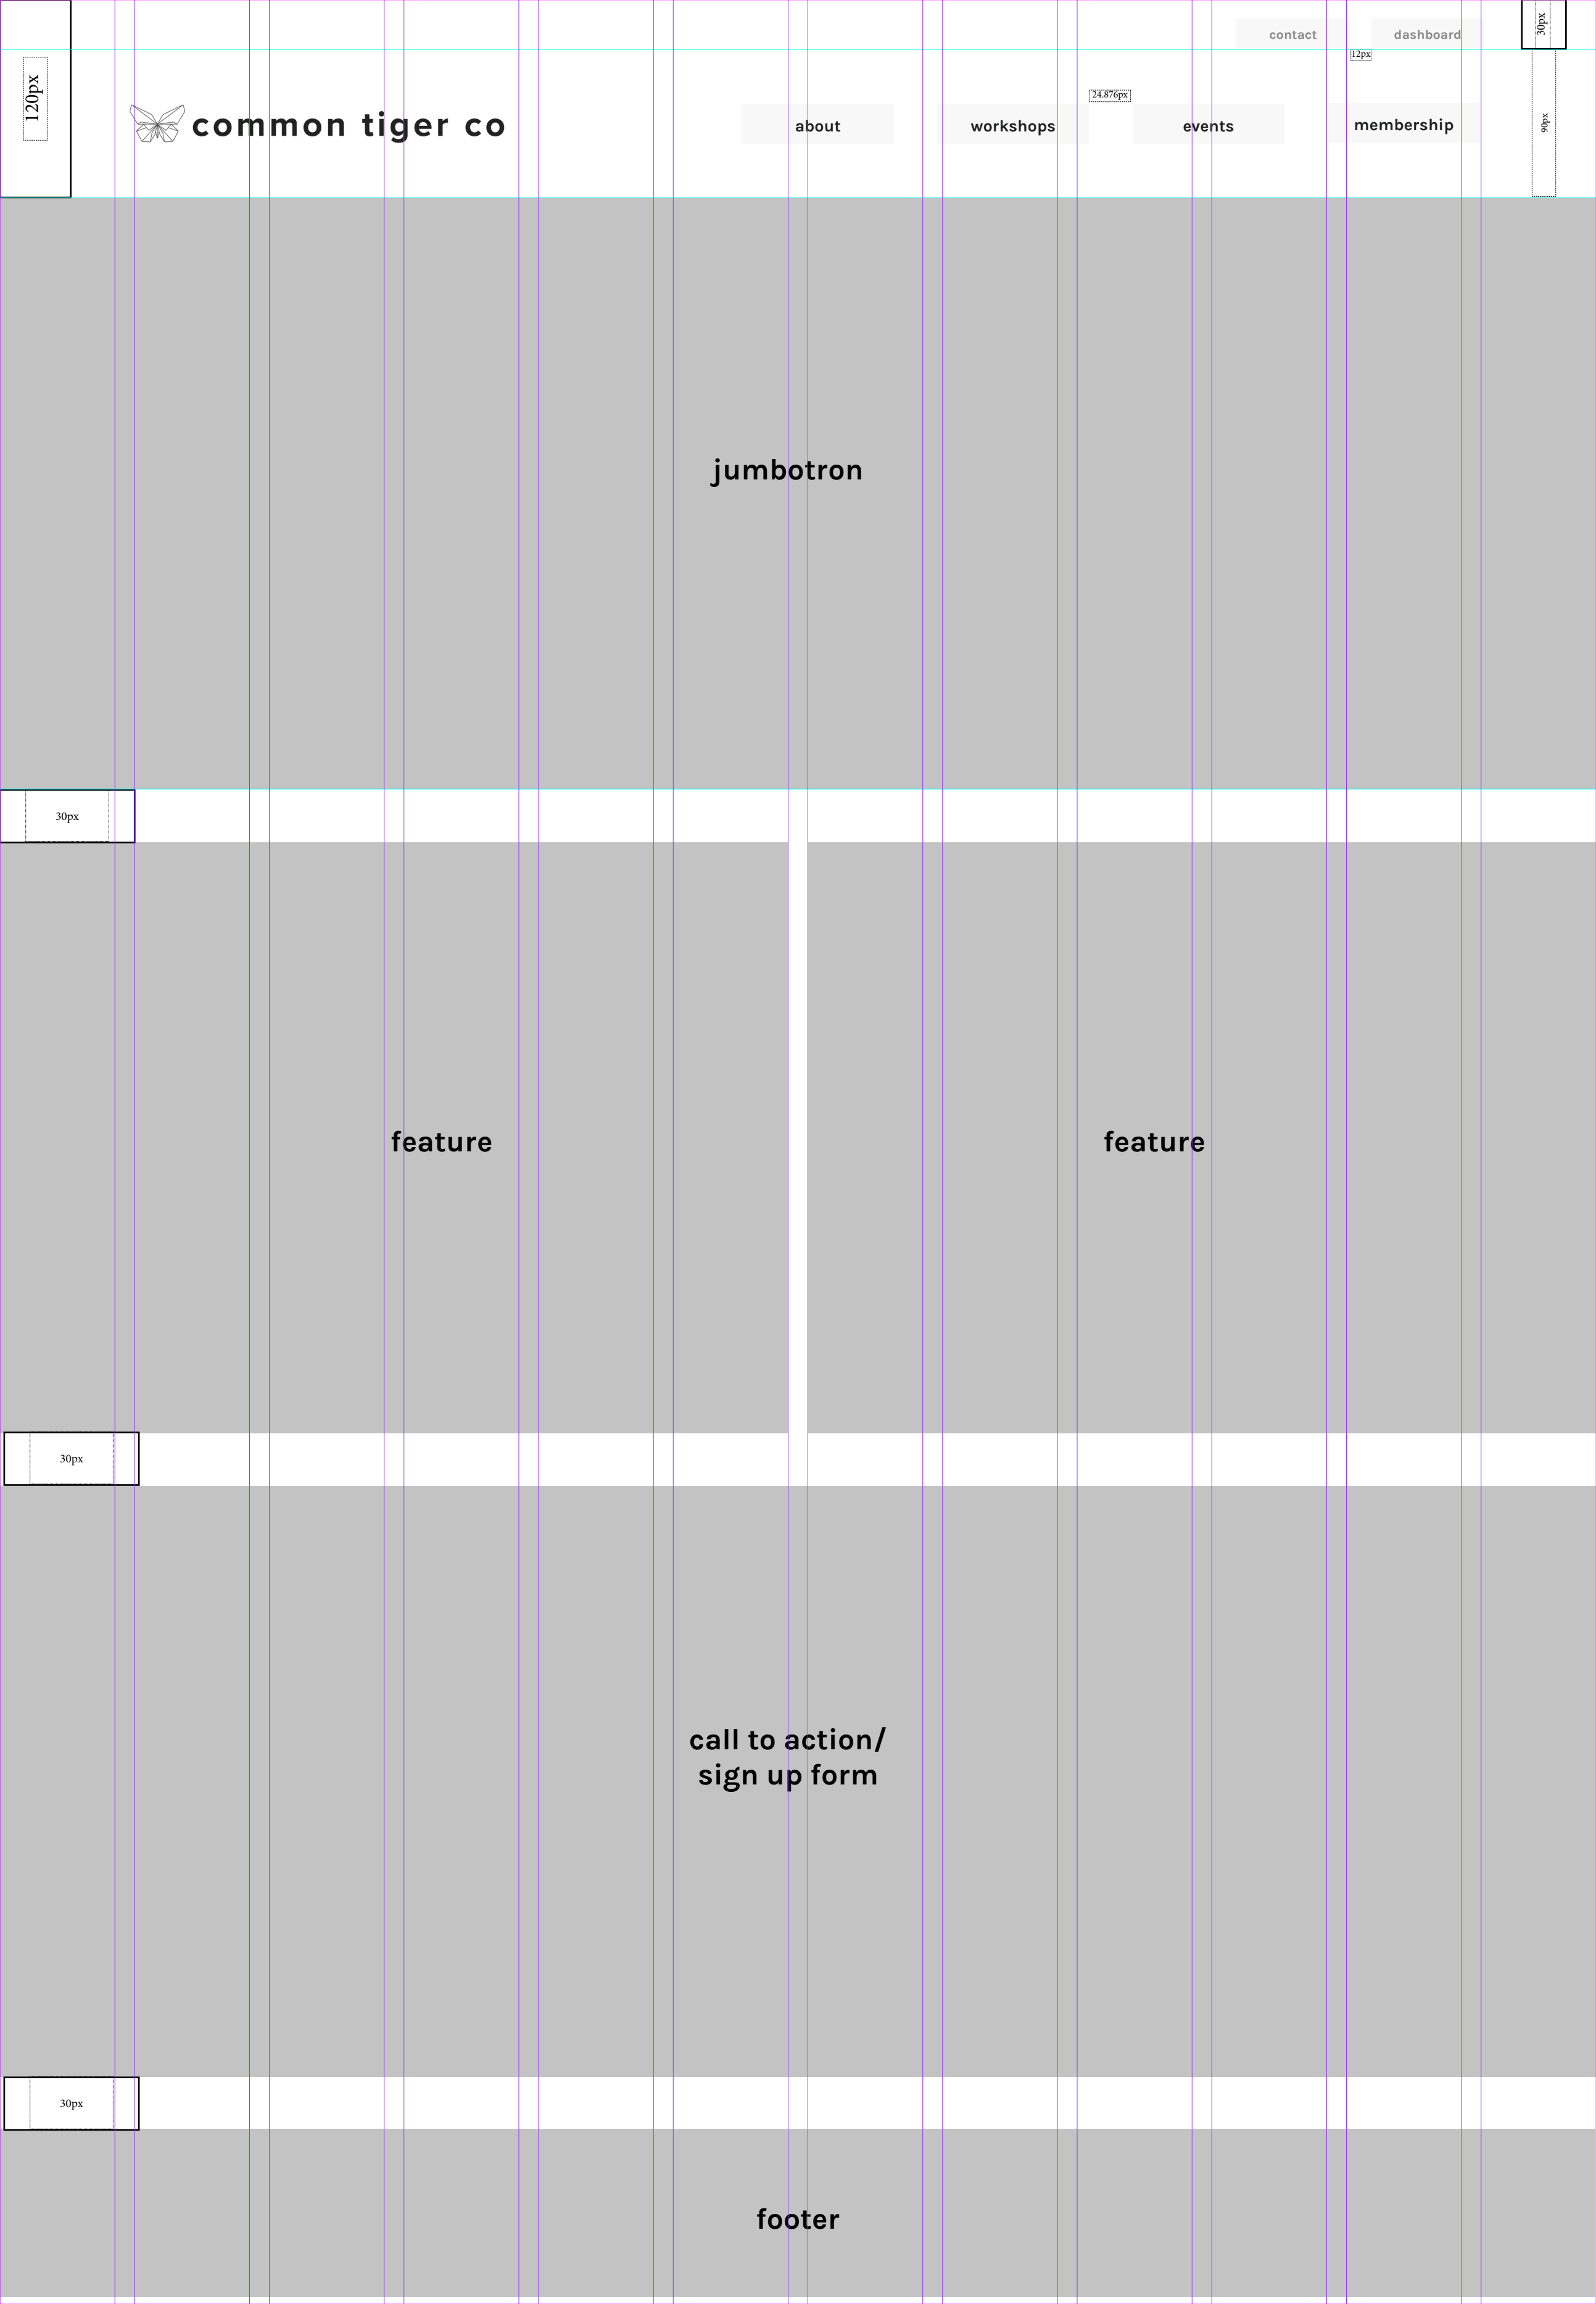 contact
dashboard
30px
12px
120px
24.876px
90px
common tiger co
about
workshops
events
membership
jumbotron
30px
feature
feature
30px
call to action/
sign up form
30px
footer